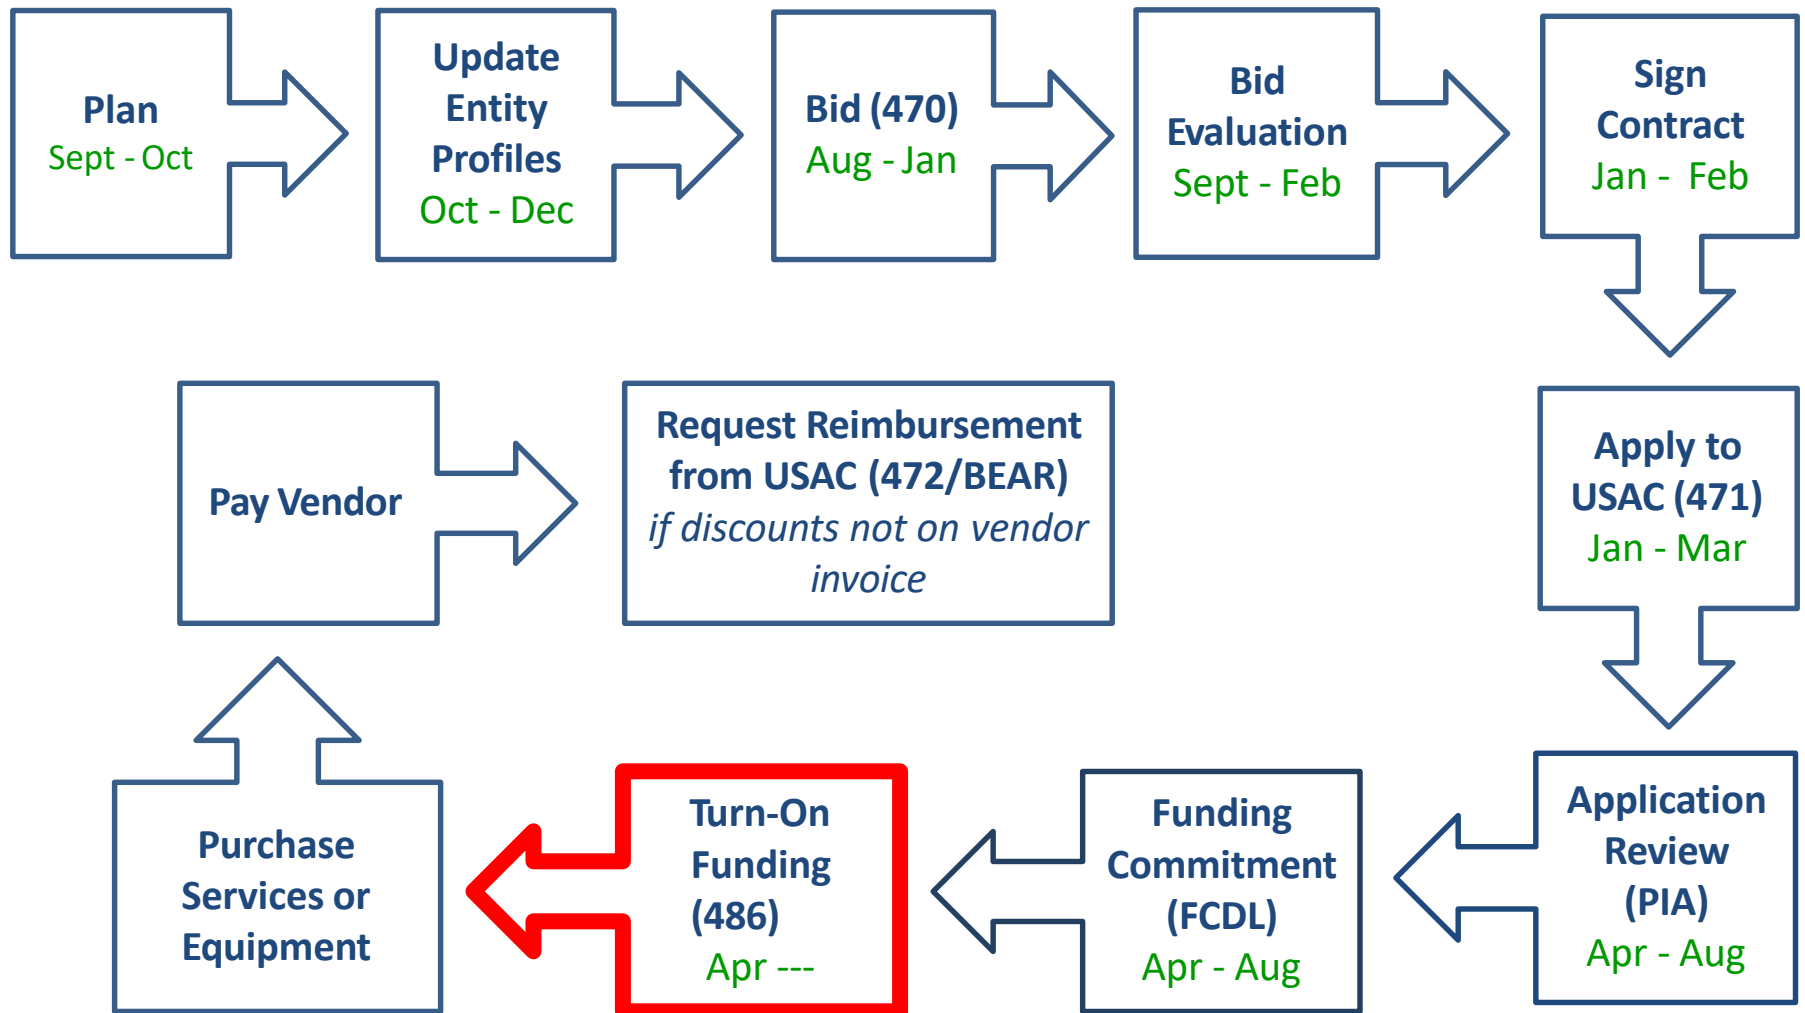 Plan
Sept - Oct
Update
Entity
Profiles
Oct - Dec
Bid (470)
Aug - Jan
Bid
Evaluation
Sept - Feb
Sign
Contract
Jan - Feb
Apply to
USAC (471)
Jan - Mar
Application
Review
(PIA)
Apr - Aug
Funding
Commitment
(FCDL)
Apr - Aug
Turn-On
Funding
(486)
Apr ---
Purchase
Services or
Equipment
Pay Vendor
Request Reimbursement
from USAC (472/BEAR)
if discounts not on vendor
invoice